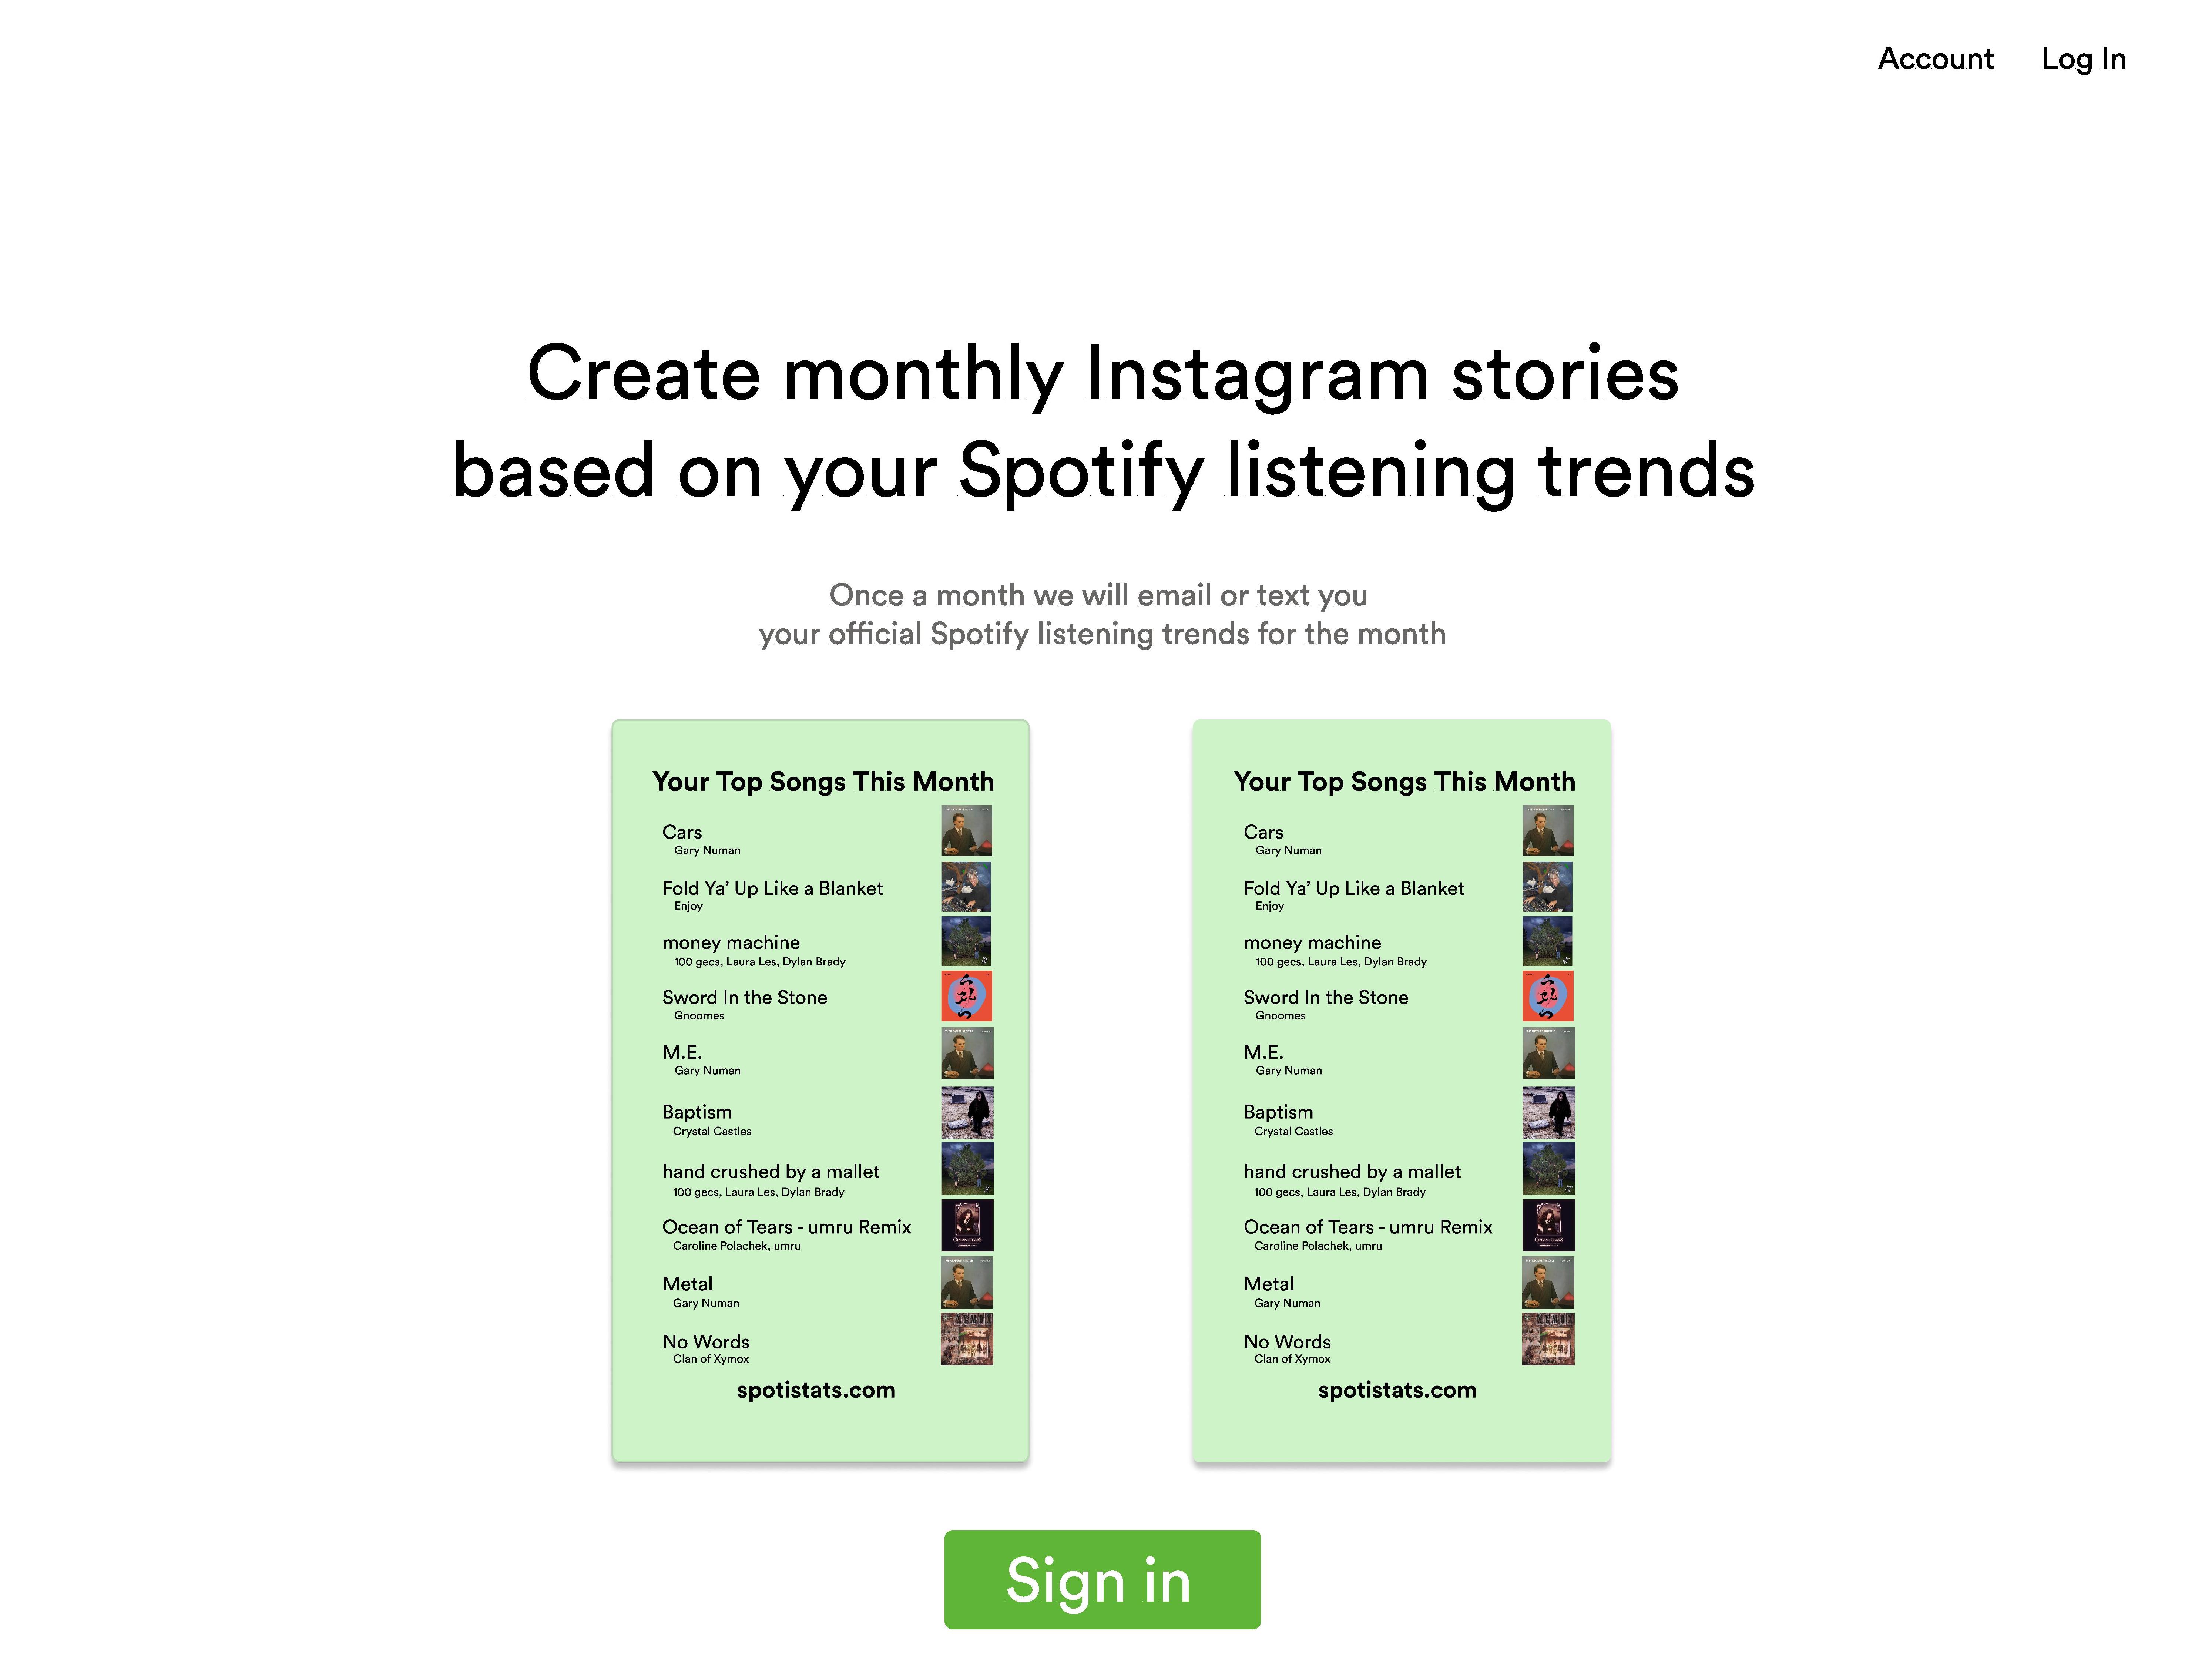 Account Log In
Create monthly Instagram stories
based on your Spotify listening trends
Once a month we will email or text you
your official Spotify listening trends for the month
Your Top Songs This Month
Cars
Gary Numan
Fold Ya’ Up Like a Blanket
Enjoy
money machine
100 gecs, Laura Les, Dylan Brady
Sword In the Stone
Gnoomes
M.E.
Gary Numan
Baptism
Crystal Castles
hand crushed by a mallet
100 gecs, Laura Les, Dylan Brady
Ocean of Tears - umru Remix
Caroline Polachek, umru
Metal
Gary Numan
No Words
Clan of Xymox
spotistats.com
Your Top Songs This Month
Cars
Gary Numan
Fold Ya’ Up Like a Blanket
Enjoy
money machine
100 gecs, Laura Les, Dylan Brady
Sword In the Stone
Gnoomes
M.E.
Gary Numan
Baptism
Crystal Castles
hand crushed by a mallet
100 gecs, Laura Les, Dylan Brady
Ocean of Tears - umru Remix
Caroline Polachek, umru
Metal
Gary Numan
No Words
Clan of Xymox
spotistats.com
Sign in